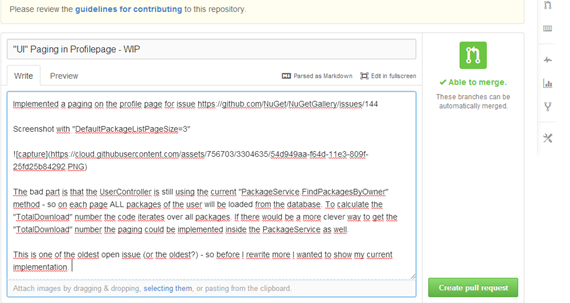 Please review the guidelines for contributing to this repository.
"UI" Paging in Profilepage - WIP
Write Preview Parsed as Markdown Edit in fullscreen
Implemented a paging on the profile page for issue https://github.com/NuGet/NuGetGallery/issues/144
Screenshot with "DefaultPackageListPageSize=3"
![capture](https://cloud.githubusercontent.com/assets/756703/3304635/54d949aa-f64d-11e3-809f-
25fd25b84292.PNG)
The bad part is that the UserController is still using the current "PackageService.FindPackagesByOwner"
method - so on each page ALL packages of the user will be loaded from the database. To calculate the
"TotalDownload" number the code iterates over all packages. If there would be a more clever way to get the
"TotalDownload" number the paging could be implemented inside the PackageService as well.
This is one of the oldest open issue (or the oldest?) - so before I rewrite more I wanted to show my current
implementation.
Attach images by dragging & dropping, selecting them, or pasting from the clipboard.
Able to merge.
These branches can be
automatically merged.
Create pull request